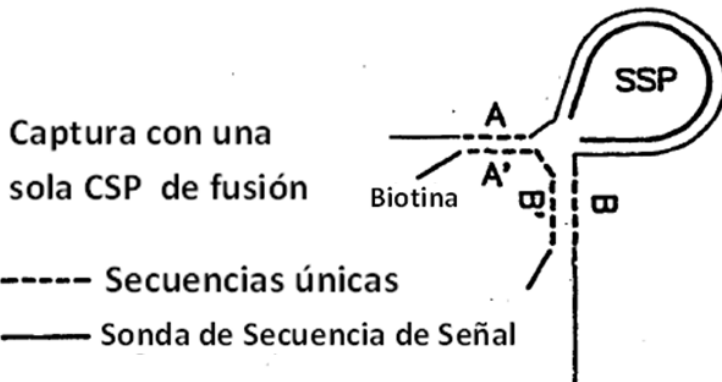 SSP
A
Captura con una
sola CSP de fusión
A'
Biotina
B'
B
Secuencias únicas
Sonda de Secuencia de Señal